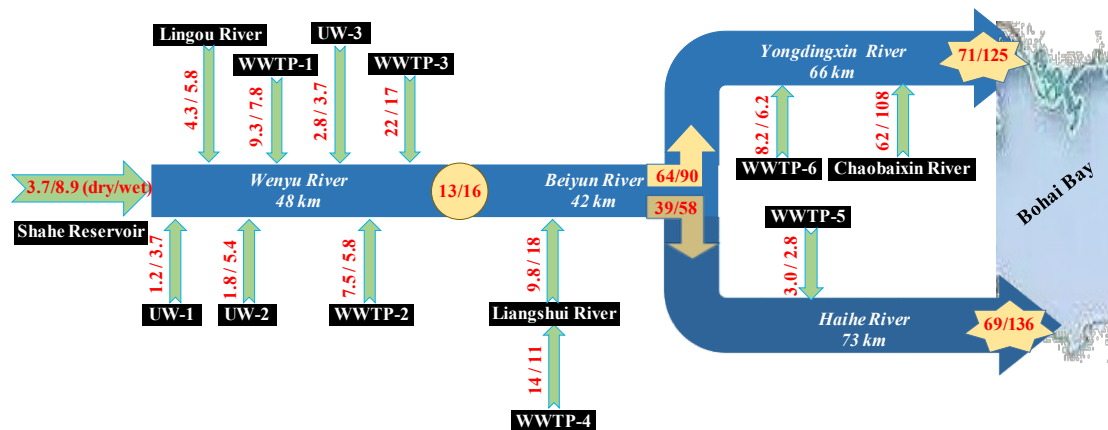 Lingou River
UW-3
WWTP-1
WWTP-3
4.3 / 5.8
9.3 / 7.8
2.8 / 3.7
22 / 17
Yongdingxin River
66 km
71/125
8.2 / 6.2
62 / 108
WWTP-6
Chaobaixin River
3.7/8.9 (dry/wet)
Shahe Reservoir
Wenyu River
48 km
13/16
Beiyun River
42 km
64/90
39/58
Bohai Bay
1.2 / 3.7
1.8 / 5.4
7.5 / 5.8
9.8 / 18
UW-1
UW-2
WWTP-2
Liangshui River
14 / 11
WWTP-4
WWTP-5
3.0 / 2.8
Haihe River
73 km
69/136